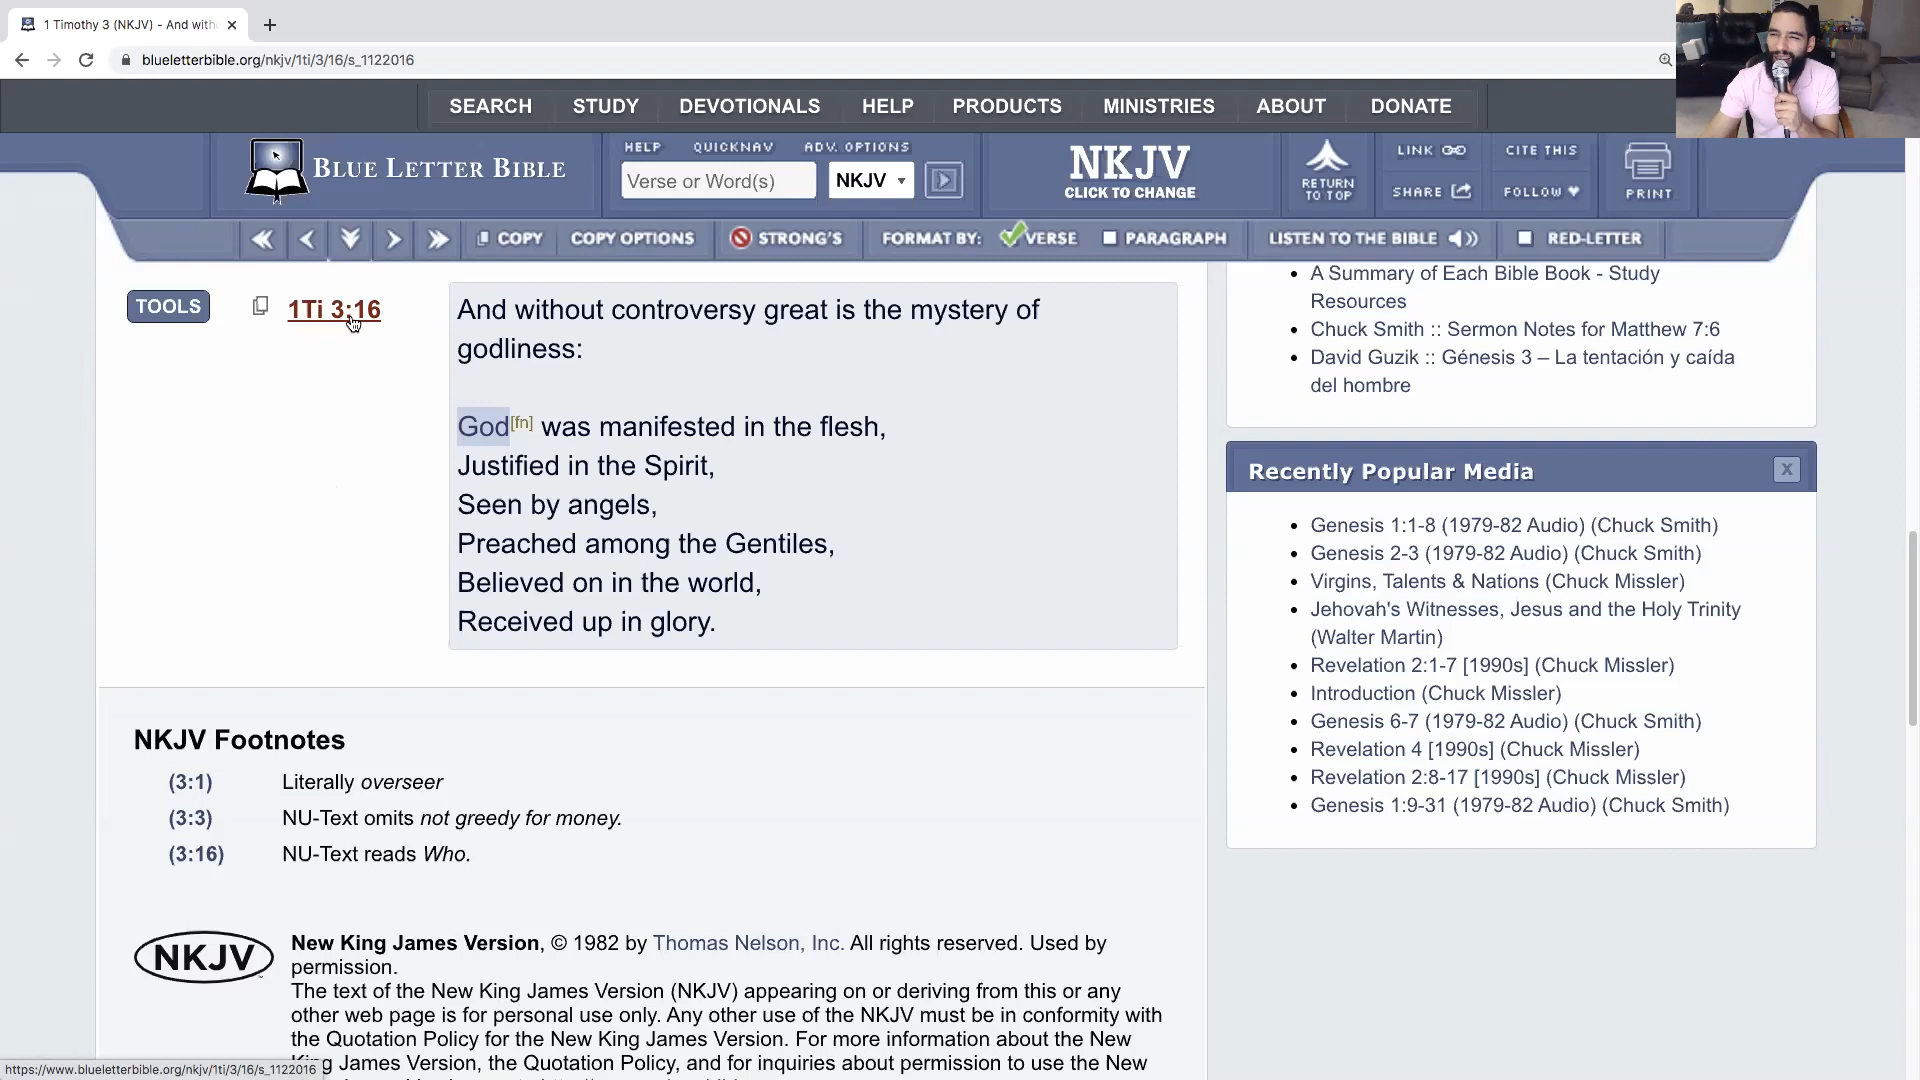 1 Timothy 3 (NKJV) - And with
blueletterbible.org/nkjv/1ti/3/16/s_1122016
SEARCH STUDY DEVOTIONALS HELP PRODUCTS MINISTRIES ABOUT DONATE
BLUE LETTER BIBLE
HELP QUICKNAV ADV. OPTIONS
Verse or Word(s) NKJV
NKJV
CLICK TO CHANGE
RETURN
TO TOP
LINK CITE THIS
SHARE FOLLOW
PRINT
COPY COPY OPTIONS STRONG'S FORMAT BY: VERSE PARAGRAPH LISTEN TO THE BIBLE RED-LETTER
TOOLS 1Ti 3:16
And without controversy great is the mystery of
godliness:
God[fn] was manifested in the flesh,
Justified in the Spirit,
Seen by angels,
Preached among the Gentiles,
Believed on in the world,
Received up in glory.
NKJV Footnotes
(3:1) Literally overseer
(3:3) NU-Text omits not greedy for money.
(3:16) NU-Text reads Who.
NKJV
New King James Version, © 1982 by Thomas Nelson, Inc. All rights reserved. Used by
permission.
The text of the New King James Version (NKJV) appearing on or deriving from this or any
other web page is for personal use only. Any other use of the NKJV must be in conformity with
the Quotation Policy for the New King James Version. For more information about the New
King James Version, the Quotation Policy, and for inquiries about permission to use the New
A Summary of Each Bible Book - Study
Resources
Chuck Smith :: Sermon Notes for Matthew 7:6
David Guzik :: Génesis 3 – La tentación y caída
del hombre
Recently Popular Media X
Genesis 1:1-8 (1979-82 Audio) (Chuck Smith)
Genesis 2-3 (1979-82 Audio) (Chuck Smith)
Virgins, Talents & Nations (Chuck Missler)
Jehovah's Witnesses, Jesus and the Holy Trinity
(Walter Martin)
Revelation 2:1-7 [1990s] (Chuck Missler)
Introduction (Chuck Missler)
Genesis 6-7 (1979-82 Audio) (Chuck Smith)
Revelation 4 [1990s] (Chuck Missler)
Revelation 2:8-17 [1990s] (Chuck Missler)
Genesis 1:9-31 (1979-82 Audio) (Chuck Smith)
https://www.blueletterbible.org/nkjv/1ti/3/16/s_1122016